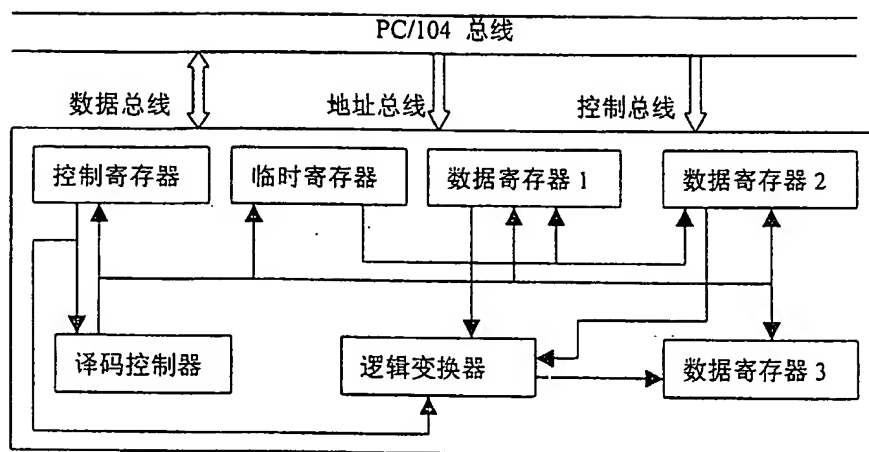 PC/104 总线
数据总线
地址总线
控制总线
控制寄存器
临时寄存器
数据寄存器 1
数据寄存器 2
译码控制器
逻辑变换器
数据寄存器 3